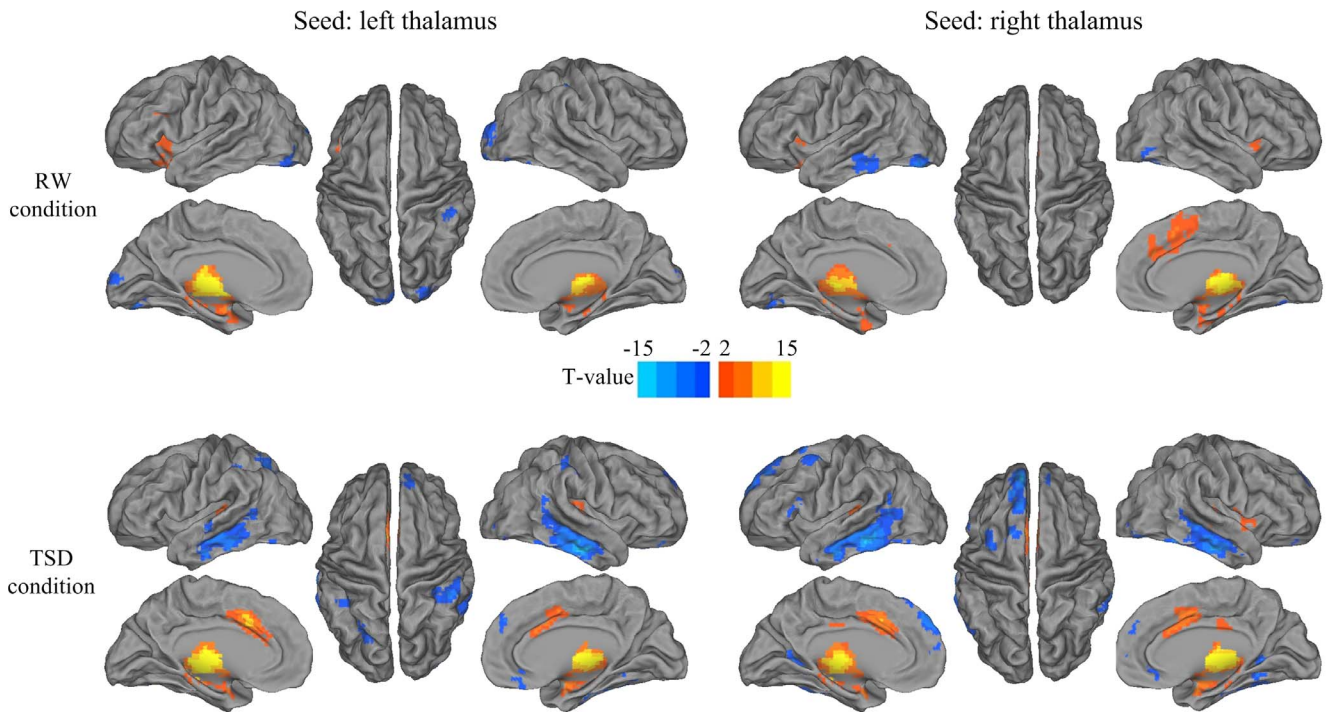 Seed: left thalamus
Seed: right thalamus
RW
condition
-15 -2 2 15
T-value
TSD
condition